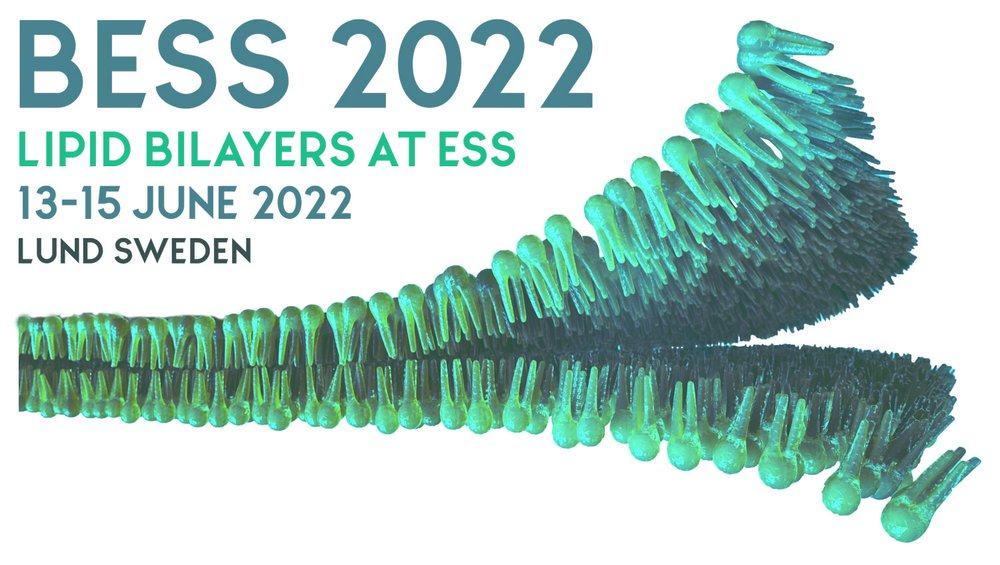 BESS 2022
LIPID BILAYERS AT ESS
13-15 JUNE 2022
LUND SWEDEN